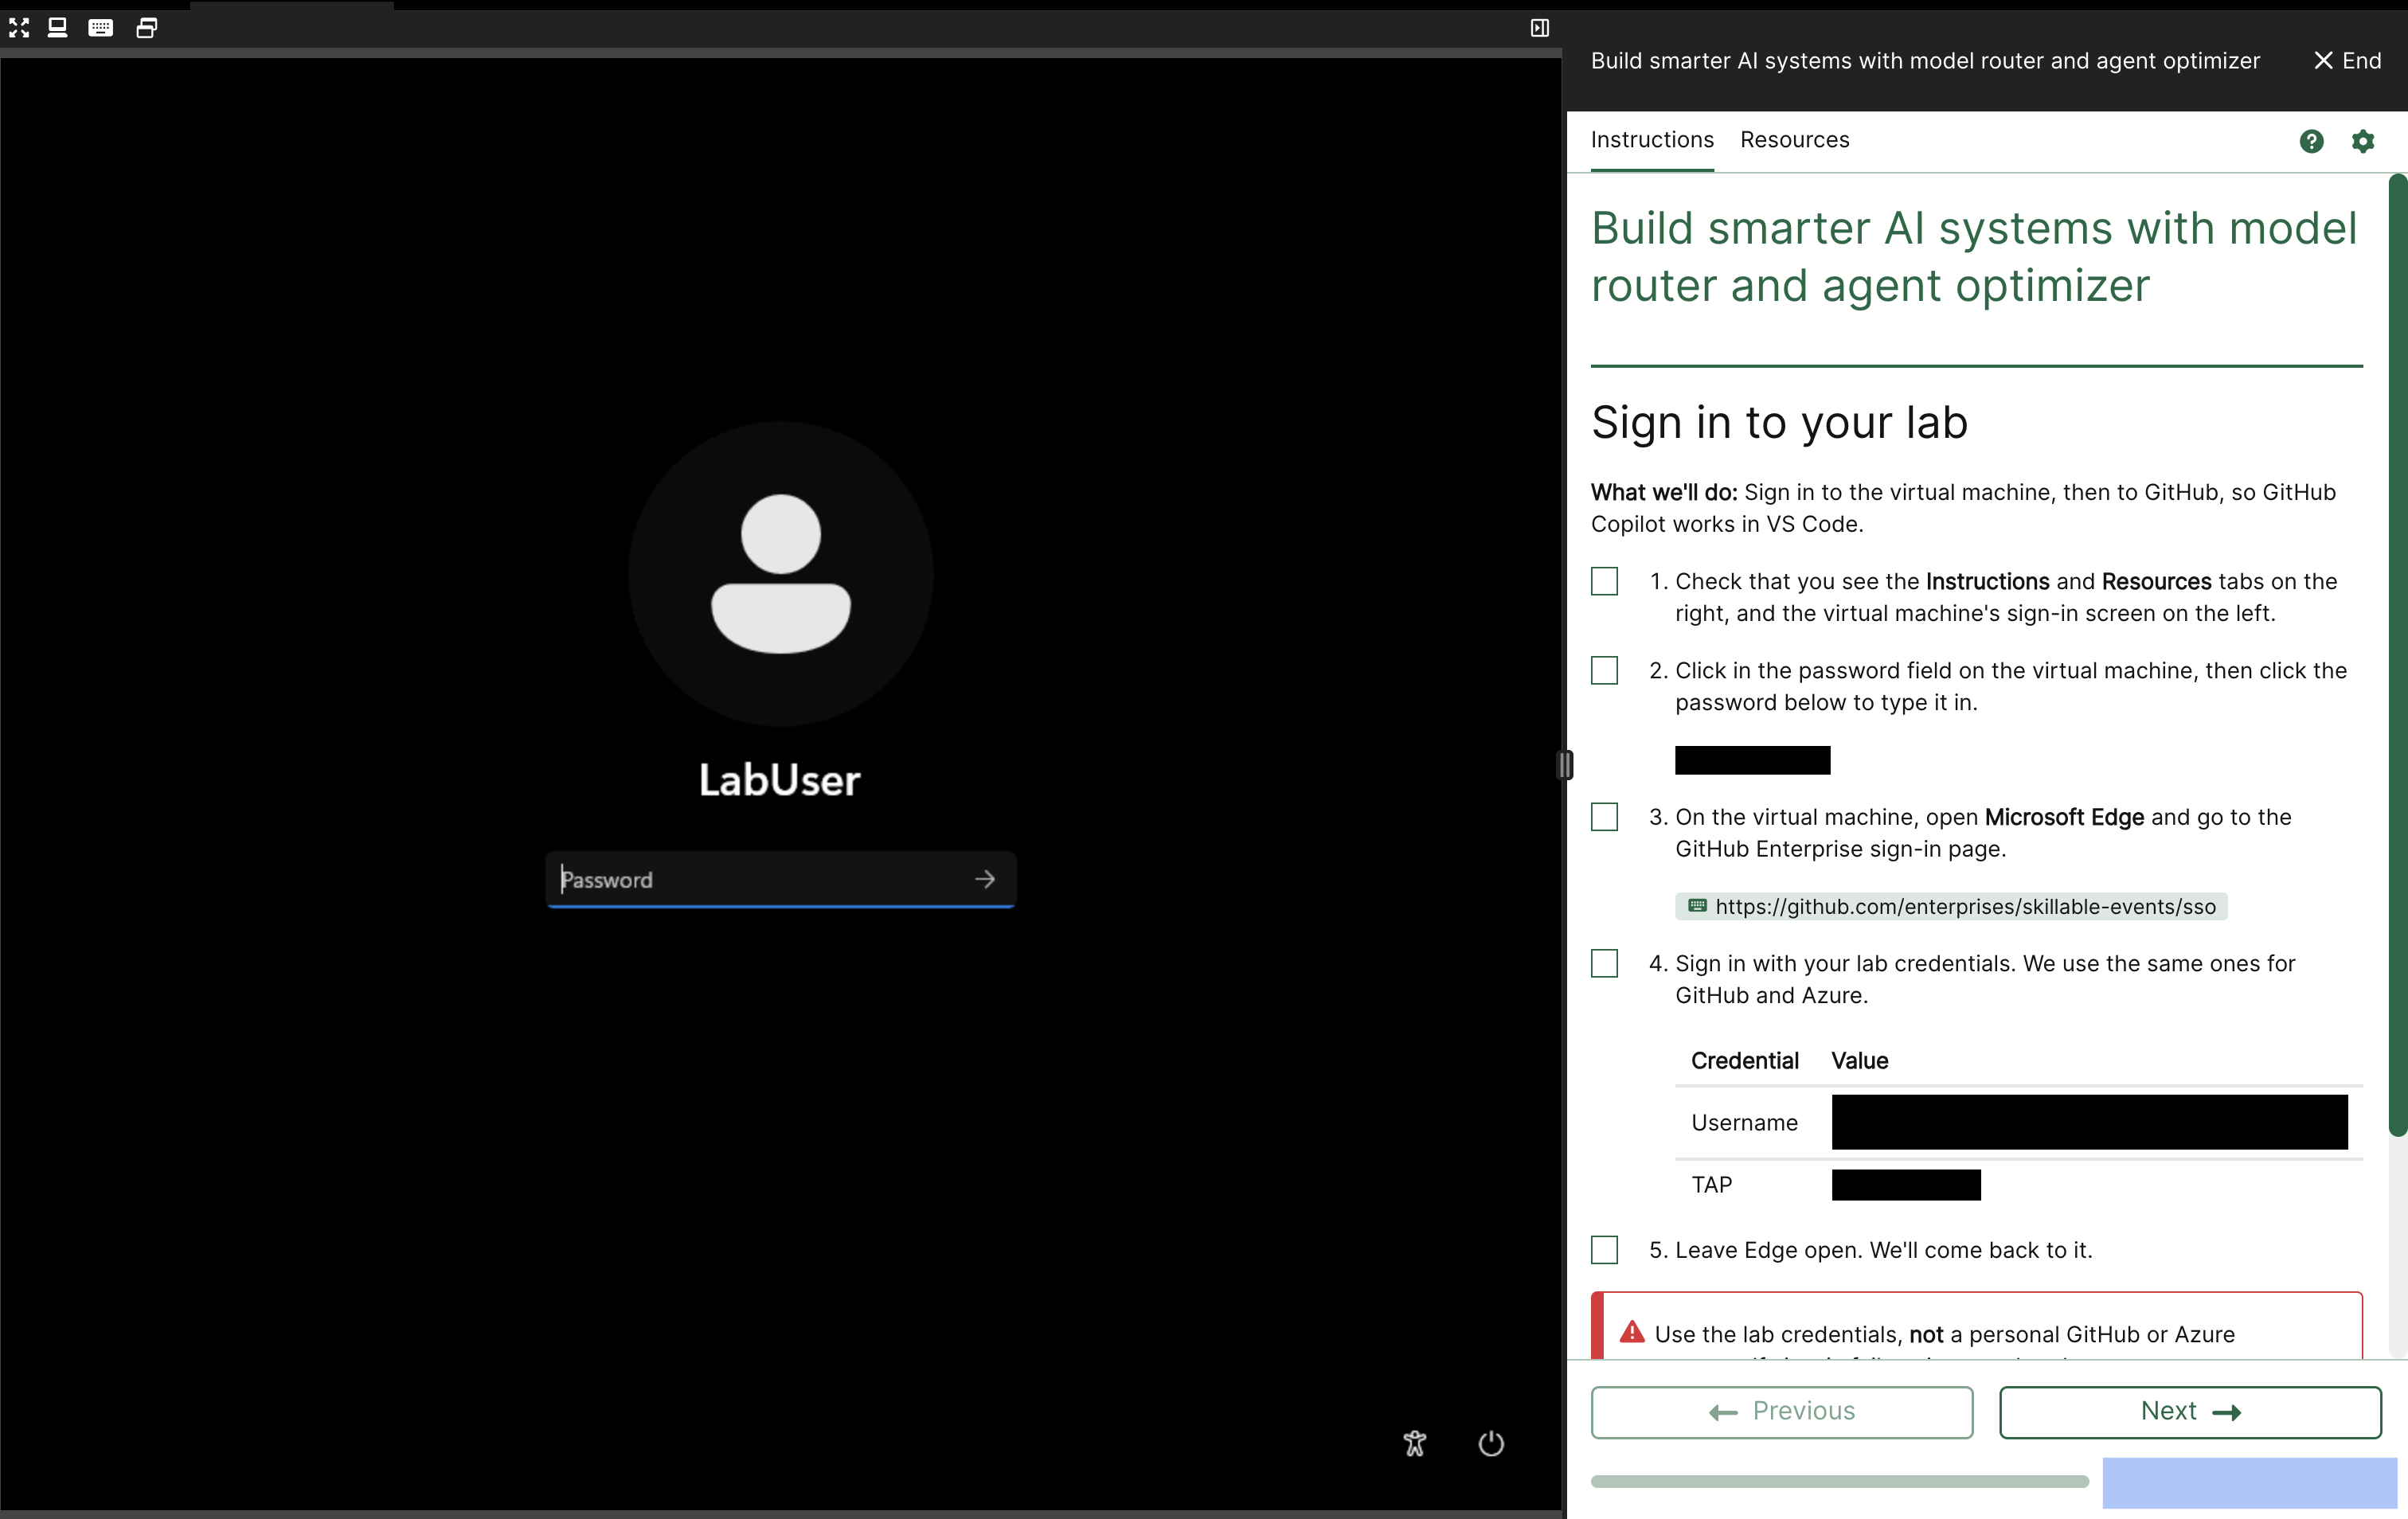 Build smarter AI systems with model router and agent optimizer
End
Instructions
Resources
Build smarter AI systems with model
router and agent optimizer
Sign in to your lab
What we'll do: Sign in to the virtual machine, then to GitHub, so GitHub
Copilot works in VS Code.
1. Check that you see the Instructions and Resources tabs on the
right, and the virtual machine's sign-in screen on the left.
2. Click in the password field on the virtual machine, then click the
password below to type it in.
3. On the virtual machine, open Microsoft Edge and go to the
GitHub Enterprise sign-in page.
https://github.com/enterprises/skillable-events/sso
4. Sign in with your lab credentials. We use the same ones for
GitHub and Azure.
Credential Value
Username
TAP
5. Leave Edge open. We'll come back to it.
Use the lab credentials, not a personal GitHub or Azure
Previous
Next
LabUser
Password